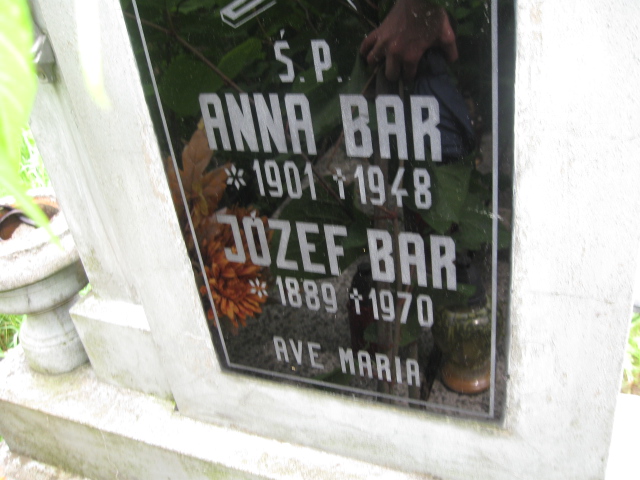 Ś.P.
ANNA BAR
* 1901 † 1948
JÓZEF BAR
* 1889 † 1970
AVE MARIA